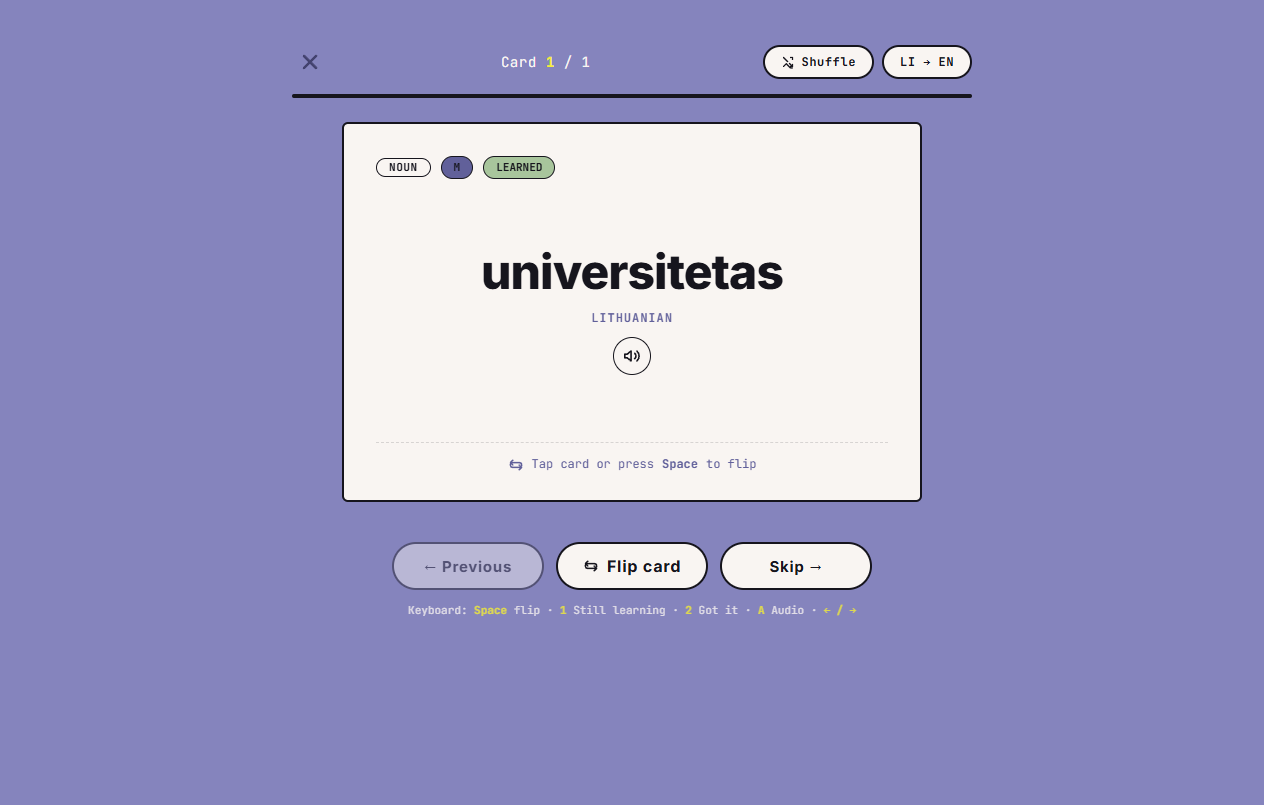 Card 1 / 1
Shuffle
LI → EN
NOUN
M
LEARNED
universitetas
LITHUANIAN
Tap card or press Space to flip
← Previous
Flip card
Skip →
Keyboard: Space flip · 1 Still learning · 2 Got it · A Audio · ← / →